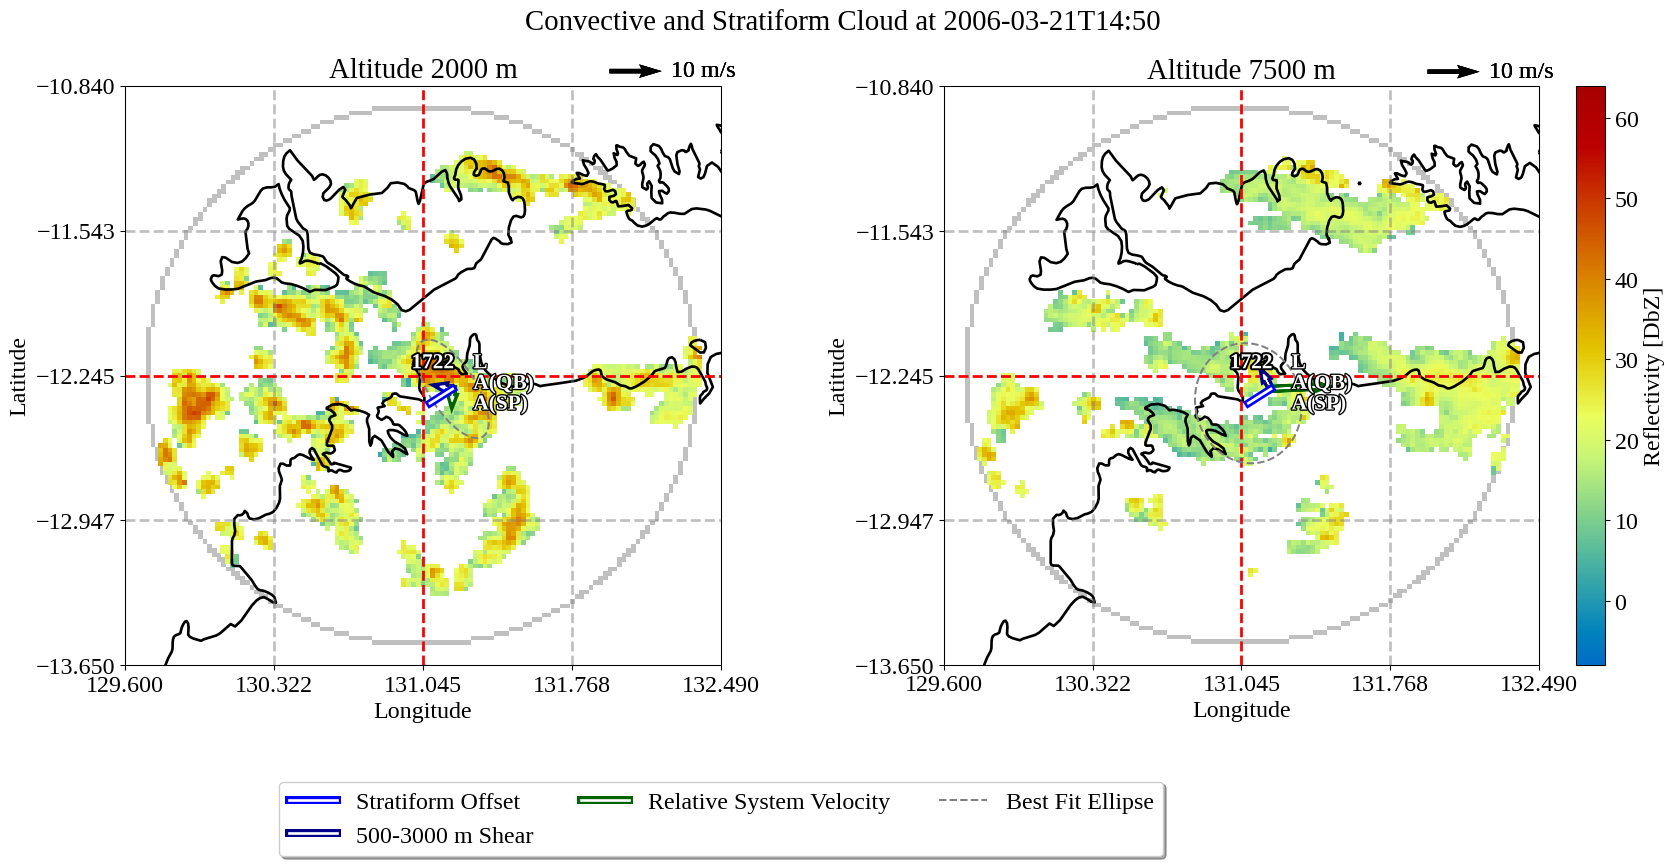 Convective and Stratiform Cloud at 2006-03-21T14:50
Altitude 2000 m
10 m/s
Altitude 7500 m
10 m/s
−10.840
−11.543
−12.245
−12.947
−13.650
Latitude
129.600
130.322
131.045
131.768
132.490
Longitude
1722
L
A(QB)
A(SP)
−10.840
−11.543
−12.245
−12.947
−13.650
Latitude
129.600
130.322
131.045
131.768
132.490
Longitude
1722
L
A(QB)
A(SP)
60
50
40
30
20
10
0
Reflectivity [DbZ]
Stratiform Offset
500-3000 m Shear
Relative System Velocity
Best Fit Ellipse